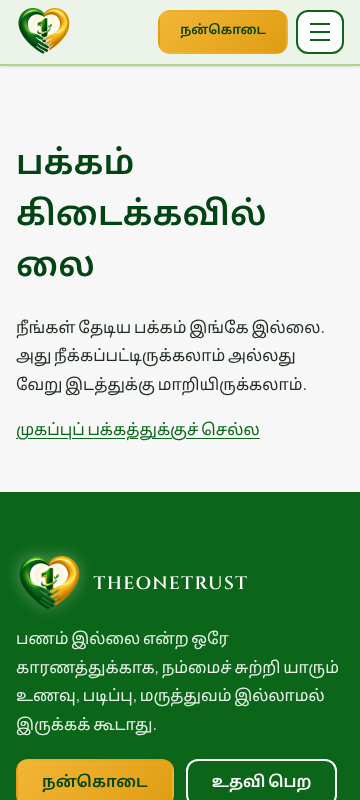 நன்கொடை
பக்கம்
கிடைக்கவில்
லை
நீங்கள் தேடிய பக்கம் இங்கே இல்லை.
அது நீக்கப்பட்டிருக்கலாம் அல்லது
வேறு இடத்துக்கு மாறியிருக்கலாம்.
முகப்புப் பக்கத்துக்குச் செல்ல
THEONETRUST
பணம் இல்லை என்ற ஒரே
காரணத்துக்காக, நம்மைச் சுற்றி யாரும்
உணவு, படிப்பு, மருத்துவம் இல்லாமல்
இருக்கக் கூடாது.
நன்கொடை
உதவி பெற